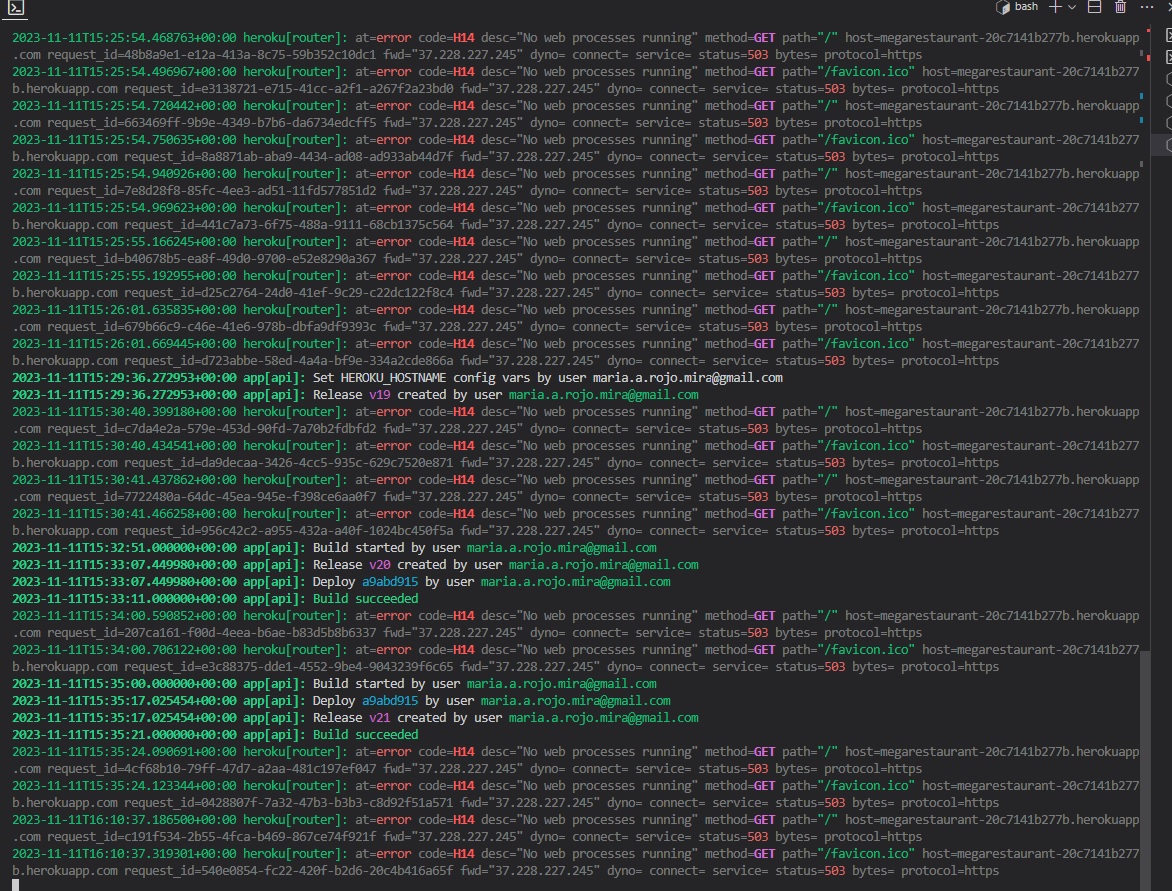 bash
2023-11-11T15:25:54.468763+00:00 heroku[router]: at=error code=H14 desc="No web processes running" method=GET path="/" host=megarestaurant-20c7141b277b.herokuapp
.com request_id=48b8a9e1-e12a-413a-8c75-59b352c10dc1 fwd="37.228.227.245" dyno= connect= service= status=503 bytes= protocol=https
2023-11-11T15:25:54.496967+00:00 heroku[router]: at=error code=H14 desc="No web processes running" method=GET path="/favicon.ico" host=megarestaurant-20c7141b277
b.herokuapp.com request_id=e3138721-e715-41cc-a2f1-a267f2a23bd0 fwd="37.228.227.245" dyno= connect= service= status=503 bytes= protocol=https
2023-11-11T15:25:54.720442+00:00 heroku[router]: at=error code=H14 desc="No web processes running" method=GET path="/" host=megarestaurant-20c7141b277b.herokuapp
.com request_id=663469ff-9b9e-4349-b7b6-da6734edcff5 fwd="37.228.227.245" dyno= connect= service= status=503 bytes= protocol=https
2023-11-11T15:25:54.750635+00:00 heroku[router]: at=error code=H14 desc="No web processes running" method=GET path="/favicon.ico" host=megarestaurant-20c7141b277
b.herokuapp.com request_id=8a8871ab-aba9-4434-ad08-ad933ab44d7f fwd="37.228.227.245" dyno= connect= service= status=503 bytes= protocol=https
2023-11-11T15:25:54.940926+00:00 heroku[router]: at=error code=H14 desc="No web processes running" method=GET path="/" host=megarestaurant-20c7141b277b.herokuapp
.com request_id=7e8d28f8-85fc-4ee3-ad51-11fd577851d2 fwd="37.228.227.245" dyno= connect= service= status=503 bytes= protocol=https
2023-11-11T15:25:54.969623+00:00 heroku[router]: at=error code=H14 desc="No web processes running" method=GET path="/favicon.ico" host=megarestaurant-20c7141b277
b.herokuapp.com request_id=441c7a73-6f75-488a-9111-68cb1375c564 fwd="37.228.227.245" dyno= connect= service= status=503 bytes= protocol=https
2023-11-11T15:25:55.166245+00:00 heroku[router]: at=error code=H14 desc="No web processes running" method=GET path="/" host=megarestaurant-20c7141b277b.herokuapp
.com request_id=b40678b5-ea8f-49d0-9700-e52e8290a367 fwd="37.228.227.245" dyno= connect= service= status=503 bytes= protocol=https
2023-11-11T15:25:55.192955+00:00 heroku[router]: at=error code=H14 desc="No web processes running" method=GET path="/favicon.ico" host=megarestaurant-20c7141b277
b.herokuapp.com request_id=d25c2764-24d0-41ef-9c29-c22dc122f8c4 fwd="37.228.227.245" dyno= connect= service= status=503 bytes= protocol=https
2023-11-11T15:26:01.635835+00:00 heroku[router]: at=error code=H14 desc="No web processes running" method=GET path="/" host=megarestaurant-20c7141b277b.herokuapp
.com request_id=679b66c9-c46e-41e6-978b-dbfa9df9393c fwd="37.228.227.245" dyno= connect= service= status=503 bytes= protocol=https
2023-11-11T15:26:01.669445+00:00 heroku[router]: at=error code=H14 desc="No web processes running" method=GET path="/favicon.ico" host=megarestaurant-20c7141b277
b.herokuapp.com request_id=d723abbe-58ed-4a4a-bf9e-334a2cde866a fwd="37.228.227.245" dyno= connect= service= status=503 bytes= protocol=https
2023-11-11T15:29:36.272953+00:00 app[api]: Set HEROKU_HOSTNAME config vars by user maria.a.rojo.mira@gmail.com
2023-11-11T15:29:36.272953+00:00 app[api]: Release v19 created by user maria.a.rojo.mira@gmail.com
2023-11-11T15:30:40.399180+00:00 heroku[router]: at=error code=H14 desc="No web processes running" method=GET path="/" host=megarestaurant-20c7141b277b.herokuapp
.com request_id=c7da4e2a-579e-453d-90fd-7a70b2fdbfd2 fwd="37.228.227.245" dyno= connect= service= status=503 bytes= protocol=https
2023-11-11T15:30:40.434541+00:00 heroku[router]: at=error code=H14 desc="No web processes running" method=GET path="/favicon.ico" host=megarestaurant-20c7141b277
b.herokuapp.com request_id=da9decaa-3426-4cc5-935c-629c7520e871 fwd="37.228.227.245" dyno= connect= service= status=503 bytes= protocol=https
2023-11-11T15:30:41.437862+00:00 heroku[router]: at=error code=H14 desc="No web processes running" method=GET path="/" host=megarestaurant-20c7141b277b.herokuapp
.com request_id=7722480a-64dc-45ea-945e-f398ce6aa0f7 fwd="37.228.227.245" dyno= connect= service= status=503 bytes= protocol=https
2023-11-11T15:30:41.466258+00:00 heroku[router]: at=error code=H14 desc="No web processes running" method=GET path="/favicon.ico" host=megarestaurant-20c7141b277
b.herokuapp.com request_id=956c42c2-a955-432a-a40f-1024bc450f5a fwd="37.228.227.245" dyno= connect= service= status=503 bytes= protocol=https
2023-11-11T15:32:51.000000+00:00 app[api]: Build started by user maria.a.rojo.mira@gmail.com
2023-11-11T15:33:07.449980+00:00 app[api]: Release v20 created by user maria.a.rojo.mira@gmail.com
2023-11-11T15:33:07.449980+00:00 app[api]: Deploy a9abd915 by user maria.a.rojo.mira@gmail.com
2023-11-11T15:33:11.000000+00:00 app[api]: Build succeeded
2023-11-11T15:34:00.590852+00:00 heroku[router]: at=error code=H14 desc="No web processes running" method=GET path="/" host=megarestaurant-20c7141b277b.herokuapp
.com request_id=207ca161-f00d-4eea-b6ae-b83d5b8b6337 fwd="37.228.227.245" dyno= connect= service= status=503 bytes= protocol=https
2023-11-11T15:34:00.706122+00:00 heroku[router]: at=error code=H14 desc="No web processes running" method=GET path="/favicon.ico" host=megarestaurant-20c7141b277
b.herokuapp.com request_id=e3c88375-dde1-4552-9be4-9043239f6c65 fwd="37.228.227.245" dyno= connect= service= status=503 bytes= protocol=https
2023-11-11T15:35:00.000000+00:00 app[api]: Build started by user maria.a.rojo.mira@gmail.com
2023-11-11T15:35:17.025454+00:00 app[api]: Deploy a9abd915 by user maria.a.rojo.mira@gmail.com
2023-11-11T15:35:17.025454+00:00 app[api]: Release v21 created by user maria.a.rojo.mira@gmail.com
2023-11-11T15:35:21.000000+00:00 app[api]: Build succeeded
2023-11-11T15:35:24.090691+00:00 heroku[router]: at=error code=H14 desc="No web processes running" method=GET path="/" host=megarestaurant-20c7141b277b.herokuapp
.com request_id=4cf68b10-79ff-47d7-a2aa-481c197ef047 fwd="37.228.227.245" dyno= connect= service= status=503 bytes= protocol=https
2023-11-11T15:35:24.123344+00:00 heroku[router]: at=error code=H14 desc="No web processes running" method=GET path="/favicon.ico" host=megarestaurant-20c7141b277
b.herokuapp.com request_id=0428807f-7a32-47b3-b3b3-c8d92f51a571 fwd="37.228.227.245" dyno= connect= service= status=503 bytes= protocol=https
2023-11-11T16:10:37.186500+00:00 heroku[router]: at=error code=H14 desc="No web processes running" method=GET path="/" host=megarestaurant-20c7141b277b.herokuapp
.com request_id=c191f534-2b55-4fca-b469-867ce74f921f fwd="37.228.227.245" dyno= connect= service= status=503 bytes= protocol=https
2023-11-11T16:10:37.319301+00:00 heroku[router]: at=error code=H14 desc="No web processes running" method=GET path="/favicon.ico" host=megarestaurant-20c7141b277
b.herokuapp.com request_id=540e0854-fc22-420f-b2d6-20c4b416a65f fwd="37.228.227.245" dyno= connect= service= status=503 bytes= protocol=https